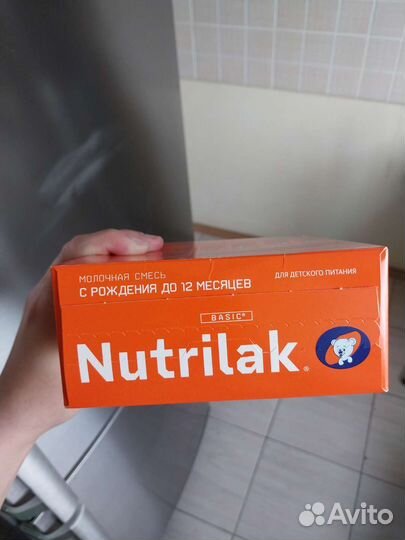 МОЛОЧНАЯ СМЕСЬ
С РОЖДЕНИЯ ДО 12 МЕСЯЦЕВ
ДЛЯ ДЕТСКОГО ПИТАНИЯ
BASIC®
Nutrilak®
Avito